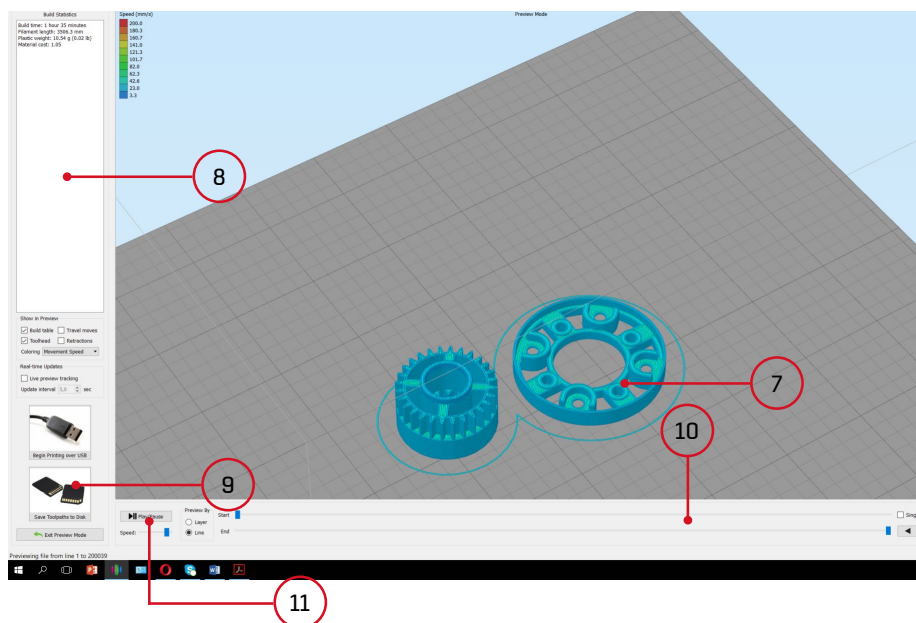 Build Statistics
Build time: 1 hour 35 minutes
Filament length: 3506.3 mm
Plastic weight: 10.54 g (0.02 lb)
Material cost: 1.05
Speed (mm/s)
200.0
180.3
160.7
141.0
121.3
101.7
82.0
62.3
42.6
23.0
3.3
Preview Mode
8
Show in Preview
Build table
Travel moves
Toolhead
Retractions
Coloring
Movement Speed
Real-time Updates
Live preview tracking
Update interval
5.0
sec
Begin Printing over USB
7
10
9
Save Toolpaths to Disk
Exit Preview Mode
Play/Pause
Speed:
Preview By
Layer
Line
Start
End
Sing
Previewing file from line 1 to 200039
11